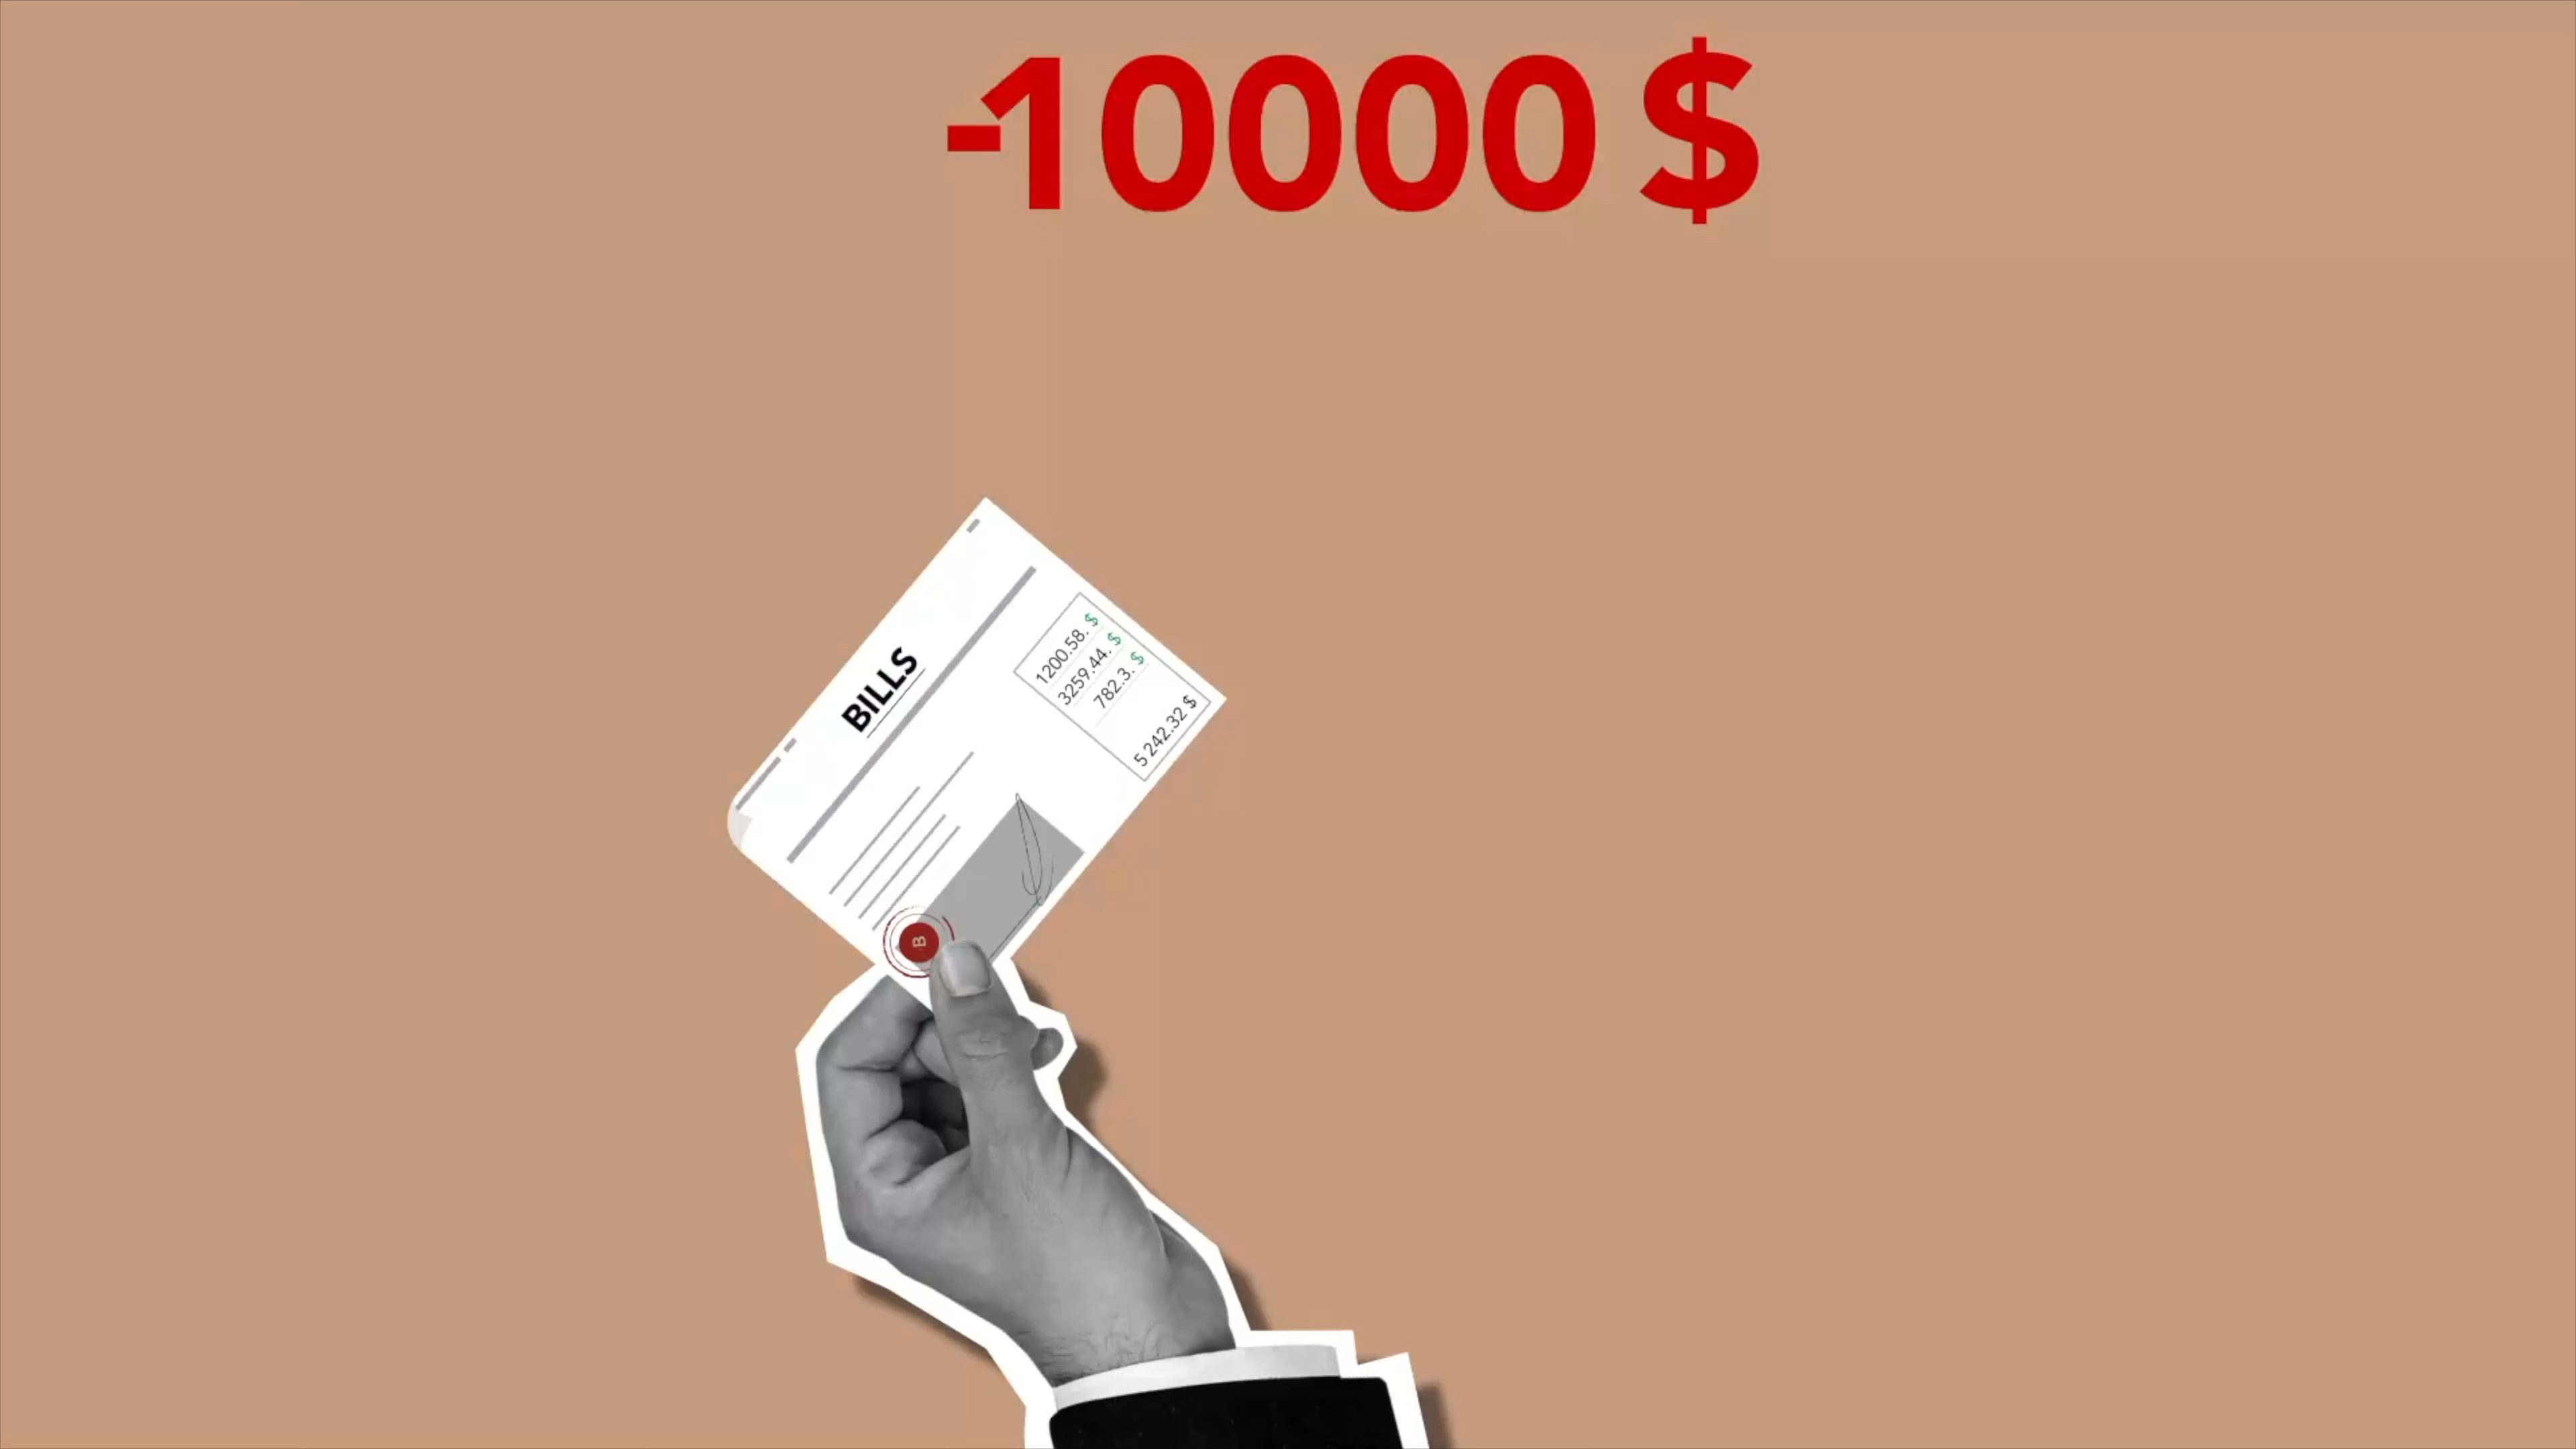 -10000 $
BILLS
1200.58. $
3259.44. $
782.3. $
5 242.32 $
B